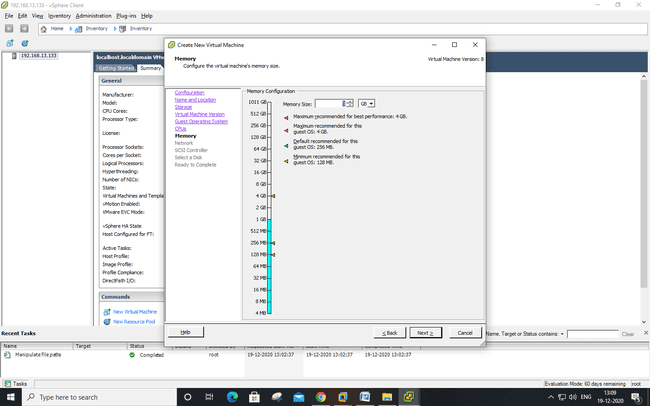 192.168.13.133 - vSphere Client
File Edit View Inventory Administration Plug-ins Help
Home Inventory Inventory
192.168.13.133
localhost.localdomain VMw
Getting Started Summary
General
Manufacturer:
Model:
CPU Cores:
Processor Type:
License:
Processor Sockets:
Cores per Socket:
Logical Processors:
Hyperthreading:
Number of NICs:
State:
Virtual Machines and Templa
vMotion Enabled:
VMware EVC Mode:
vSphere HA State
Host Configured for FT:
Active Tasks:
Host Profile:
Image Profile:
Profile Compliance:
DirectPath I/O:
Commands
New Virtual Machine
New Resource Pool
Create New Virtual Machine
Memory
Configure the virtual machine's memory size.
Virtual Machine Version: 8
Configuration
Name and Location
Storage
Virtual Machine Version
Guest Operating System
CPUs
Memory
Network
SCSI Controller
Select a Disk
Ready to Complete
Memory Configuration
1011 GB
512 GB
256 GB
128 GB
64 GB
32 GB
16 GB
8 GB
4 GB
2 GB
1 GB
512 MB
256 MB
128 MB
64 MB
32 MB
16 MB
8 MB
4 MB
Memory Size: GB
Maximum recommended for best performance: 4 GB.
Maximum recommended for this
guest OS: 4 GB.
Default recommended for this
guest OS: 256 MB.
Minimum recommended for this
guest OS: 128 MB.
Help
< Back
Next >
Cancel
Recent Tasks
Name, Target or Status contains:
Clear
Name Target Status
Manipulate file.paths Completed root 19-12-2020 13:02:37 19-12-2020 13:02:37 19-12-2020 13:02:37
Tasks
Evaluation Mode: 60 days remaining root
Type here to search
ENG
13:09
19-12-2020